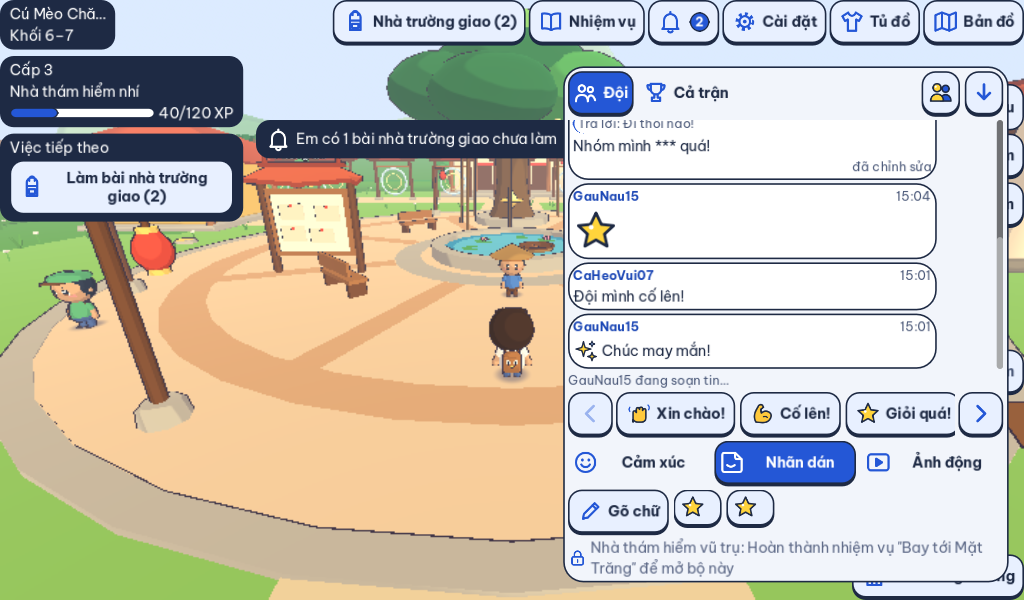 Cú Mèo Chă...
Khối 6-7
Nhà trường giao (2)
Nhiệm vụ
2
Cài đặt
Tủ đồ
Bản đồ
Cấp 3
Nhà thám hiểm nhí
40/120 XP
Việc tiếp theo
Làm bài nhà trường
giao (2)
Em có 1 bài nhà trường giao chưa làm
Đội
Cả trận
Trả lời: Đi thôi nào!
Nhóm mình *** quá!
đã chỉnh sửa
GauNau15 15:04
CaHeoVui07 15:01
Đội mình cố lên!
GauNau15 15:01
Chúc may mắn!
GauNau15 đang soạn tin...
Xin chào!
Cố lên!
Giỏi quá!
Cảm xúc
Nhãn dán
Ảnh động
Gõ chữ
Nhà thám hiểm vũ trụ: Hoàn thành nhiệm vụ "Bay tới Mặt
Trăng" để mở bộ này